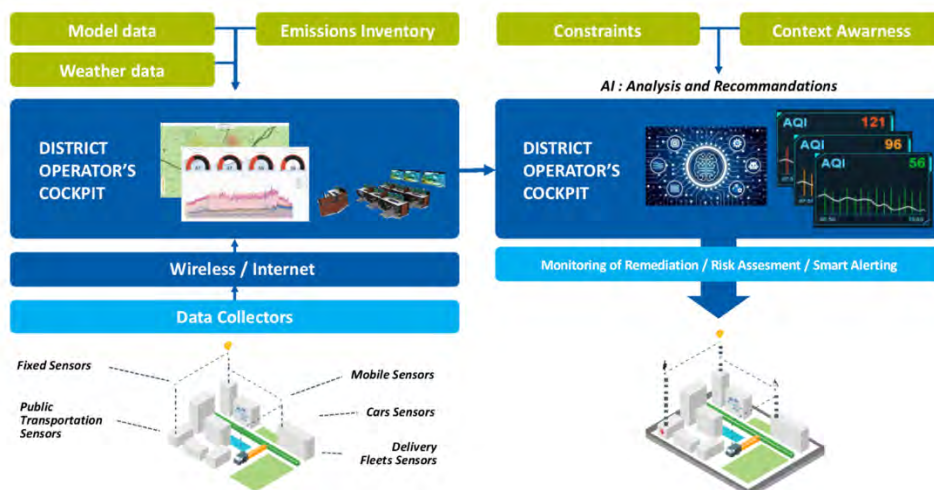 Model data
Emissions Inventory
Weather data
DISTRICT
OPERATOR'S
COCKPIT
Wireless / Internet
Data Collectors
Fixed Sensors
Mobile Sensors
Public
Transportation
Sensors
Cars Sensors
Delivery
Fleets Sensors
Constraints
Context Awarness
AI : Analysis and Recommandations
DISTRICT
OPERATOR'S
COCKPIT
AQI 121
AQI 96
AQI 56
Monitoring of Remediation / Risk Assesment / Smart Alerting